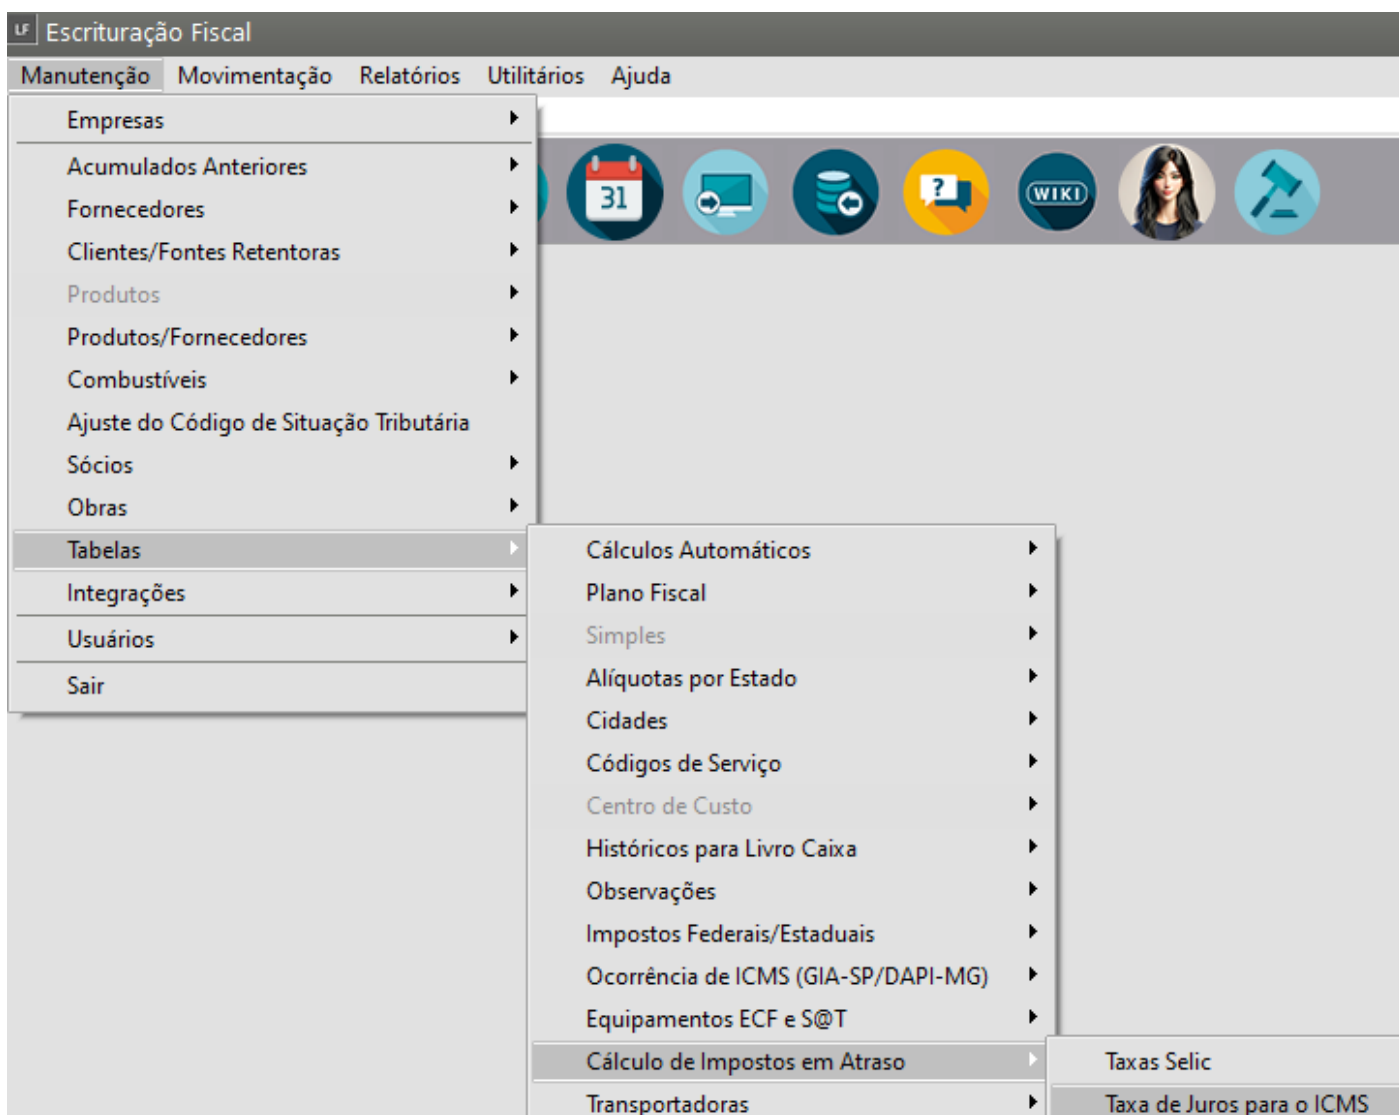 LF Escrituração Fiscal
Manutenção Movimentação Relatórios Utilitários Ajuda
Empresas
Acumulados Anteriores
Fornecedores
Clientes/Fontes Retentoras
Produtos
Produtos/Fornecedores
Combustíveis
Ajuste do Código de Situação Tributária
Sócios
Obras
Tabelas
Integrações
Usuários
Sair
31
?
WIKI
Cálculos Automáticos
Plano Fiscal
Simples
Alíquotas por Estado
Cidades
Códigos de Serviço
Centro de Custo
Históricos para Livro Caixa
Observações
Impostos Federais/Estaduais
Ocorrência de ICMS (GIA-SP/DAPI-MG)
Equipamentos ECF e S@T
Cálculo de Impostos em Atraso
Transportadoras
Taxas Selic
Taxa de Juros para o ICMS